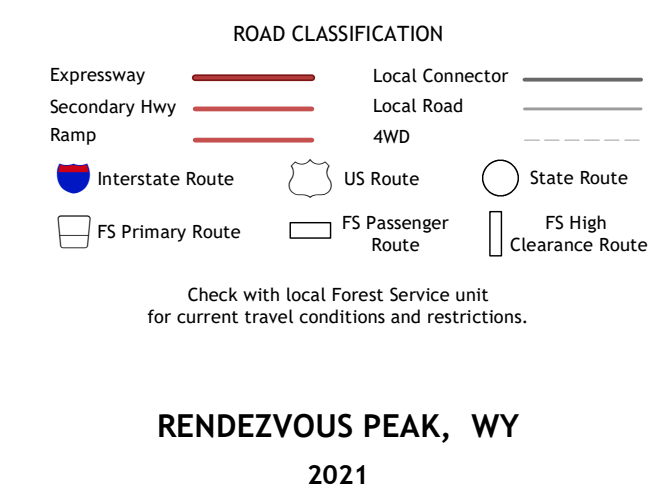 ROAD CLASSIFICATION
Expressway
Local Connector
Secondary Hwy
Local Road
Ramp
4WD
Interstate Route
US Route
State Route
FS Primary Route
FS Passenger
Route
FS High
Clearance Route
Check with local Forest Service unit
for current travel conditions and restrictions.
RENDEZVOUS PEAK, WY
2021